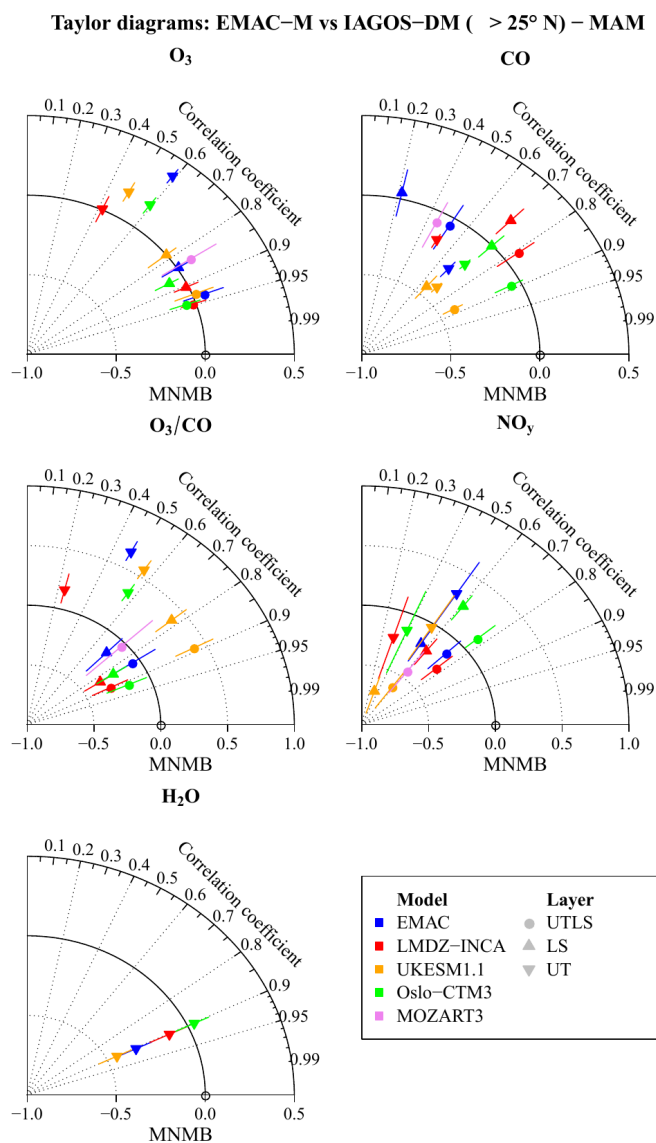 Taylor diagrams: EMAC−M vs IAGOS−DM (   > 25° N) − MAM
O3
CO
0.1 0.2 0.3 0.4 0.5 0.6 0.7 0.8 0.9 0.95 0.99
Correlation coefficient
−1.0 −0.5 0.0 0.5
MNMB
0.1 0.2 0.3 0.4 0.5 0.6 0.7 0.8 0.9 0.95 0.99
Correlation coefficient
−1.0 −0.5 0.0 0.5
MNMB
O3/CO
NOy
0.1 0.2 0.3 0.4 0.5 0.6 0.7 0.8 0.9 0.95 0.99
Correlation coefficient
−1.0 −0.5 0.0 0.5 1.0
MNMB
0.1 0.2 0.3 0.4 0.5 0.6 0.7 0.8 0.9 0.95 0.99
Correlation coefficient
−1.0 −0.5 0.0 0.5 1.0
MNMB
H2O
0.1 0.2 0.3 0.4 0.5 0.6 0.7 0.8 0.9 0.95 0.99
Correlation coefficient
−1.0 −0.5 0.0 0.5
MNMB
Model Layer
EMAC UTLS
LMDZ−INCA LS
UKESM1.1 UT
Oslo−CTM3
MOZART3